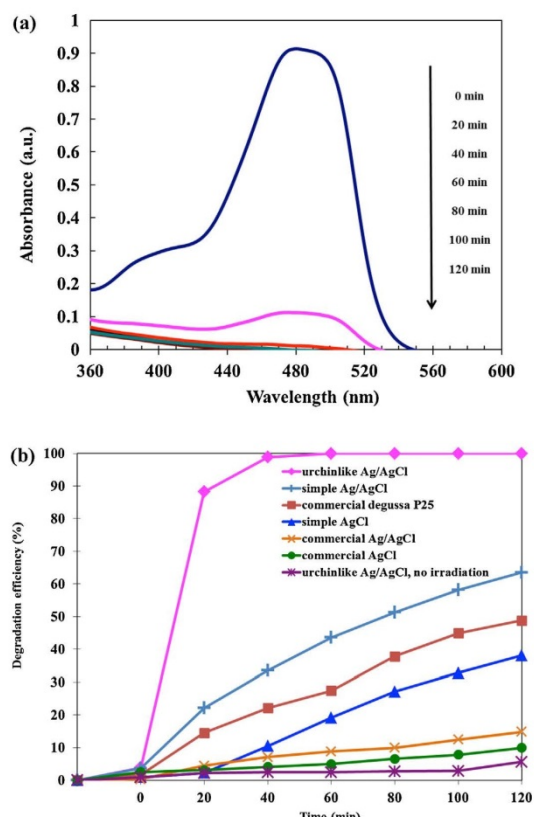 (a)
Absorbance (a.u.)
1
0.9
0.8
0.7
0.6
0.5
0.4
0.3
0.2
0.1
0
360 400 440 480 520 560 600
Wavelength (nm)
0 min
20 min
40 min
60 min
80 min
100 min
120 min
(b)
Degradation efficiency (%)
100
90
80
70
60
50
40
30
20
10
0
urchinlike Ag/AgCl
simple Ag/AgCl
commercial degussa P25
simple AgCl
commercial Ag/AgCl
commercial AgCl
urchinlike Ag/AgCl, no irradiation
0 20 40 60 80 100 120
Time (min)